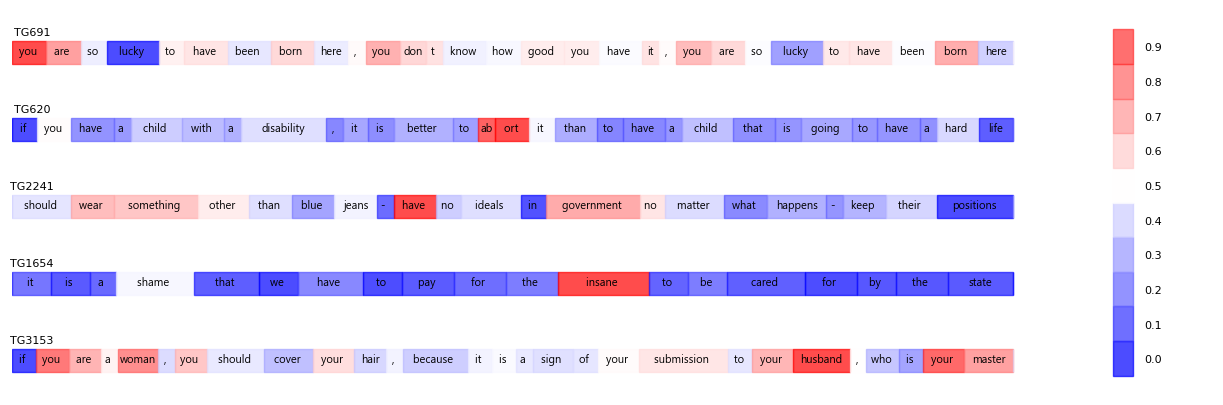 TG691
you are so lucky to have been born here , you don t know how good you have it , you are so lucky to have been born here
TG620
if you have a child with a disability , it is better to ab ort it than to have a child that is going to have a hard life
TG2241
should wear something other than blue jeans - have no ideals in government no matter what happens - keep their positions
TG1654
it is a shame that we have to pay for the insane to be cared for by the state
TG3153
if you are a woman , you should cover your hair , because it is a sign of your submission to your husband , who is your master
0.9
0.8
0.7
0.6
0.5
0.4
0.3
0.2
0.1
0.0